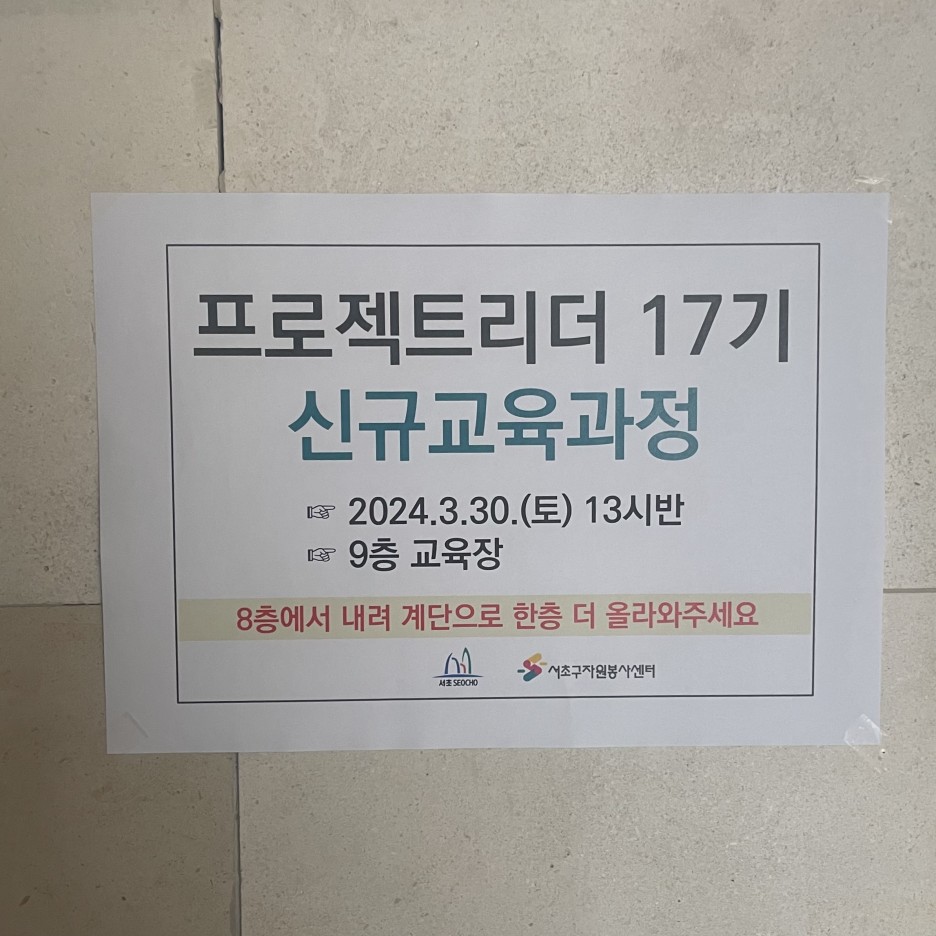 프로젝트리더 17기
신규교육과정
☞ 2024.3.30.(토) 13시반
☞ 9층 교육장
8층에서 내려 계단으로 한층 더 올라와주세요
서초 SEOCHO 서초구자원봉사센터